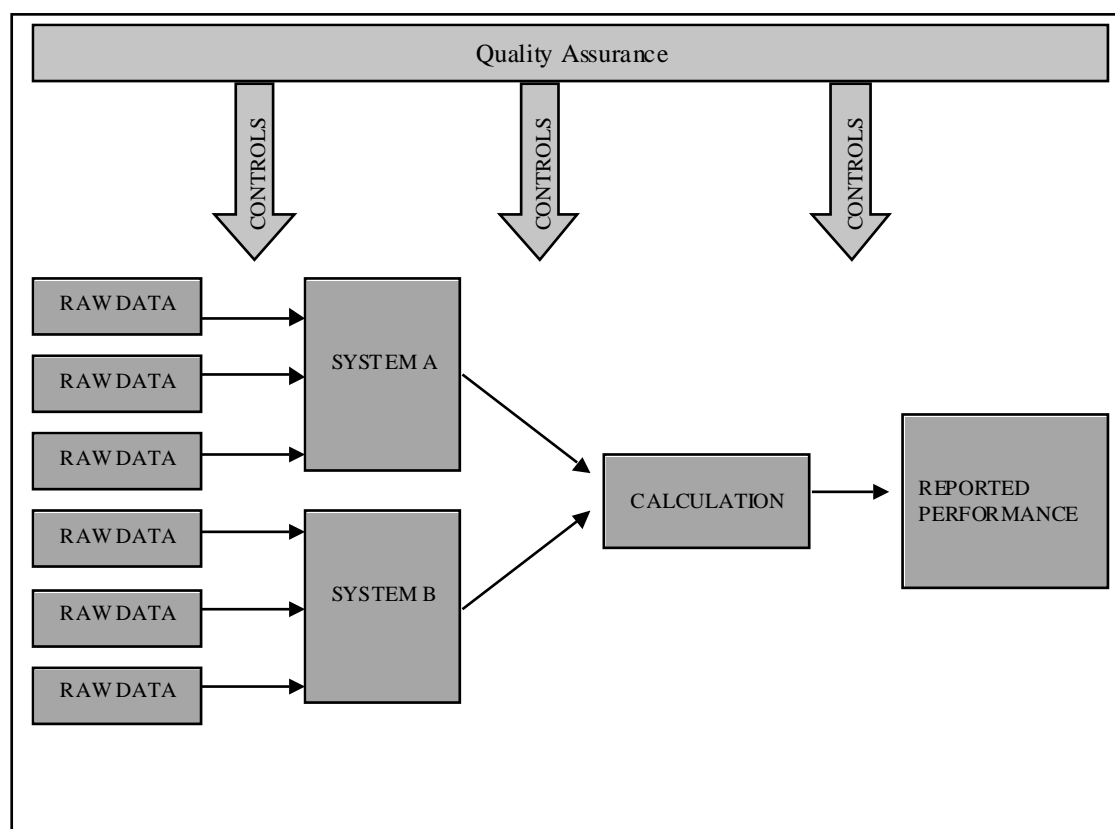 Quality Assurance
CONTROLS
CONTROLS
CONTROLS
RAW DATA
RAW DATA
RAW DATA
RAW DATA
RAW DATA
RAW DATA
SYSTEM A
SYSTEM B
CALCULATION
REPORTED
PERFORMANCE